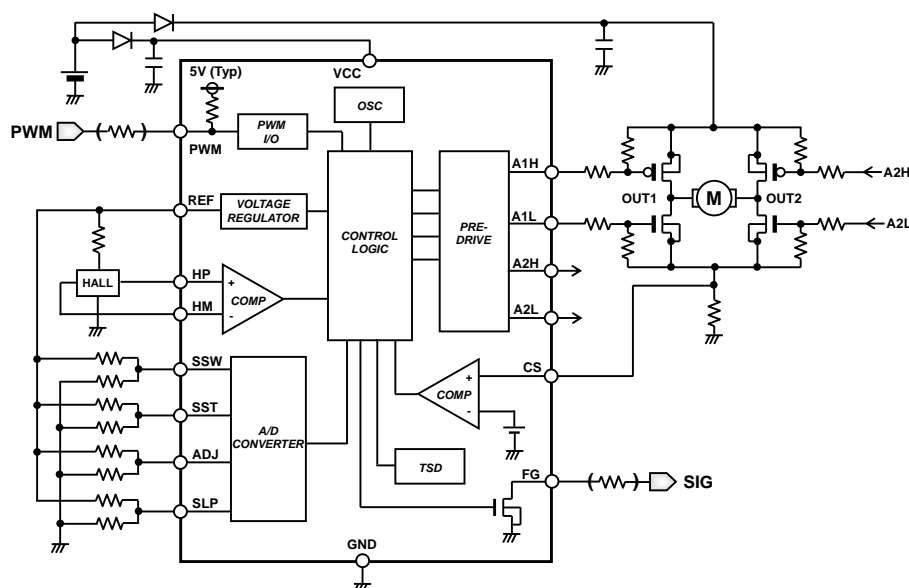 5V (Typ)
VCC
OSC
PWM
PWM
I/O
PWM
A1H
A2H
OUT1
M
OUT2
REF
VOLTAGE
REGULATOR
CONTROL
LOGIC
PRE-
DRIVE
A1L
A2L
HALL
HP
+
COMP
HM
-
A2H
A2L
SSW
CS
+
COMP
-
SST
A/D
CONVERTER
ADJ
TSD
FG
SIG
SLP
GND